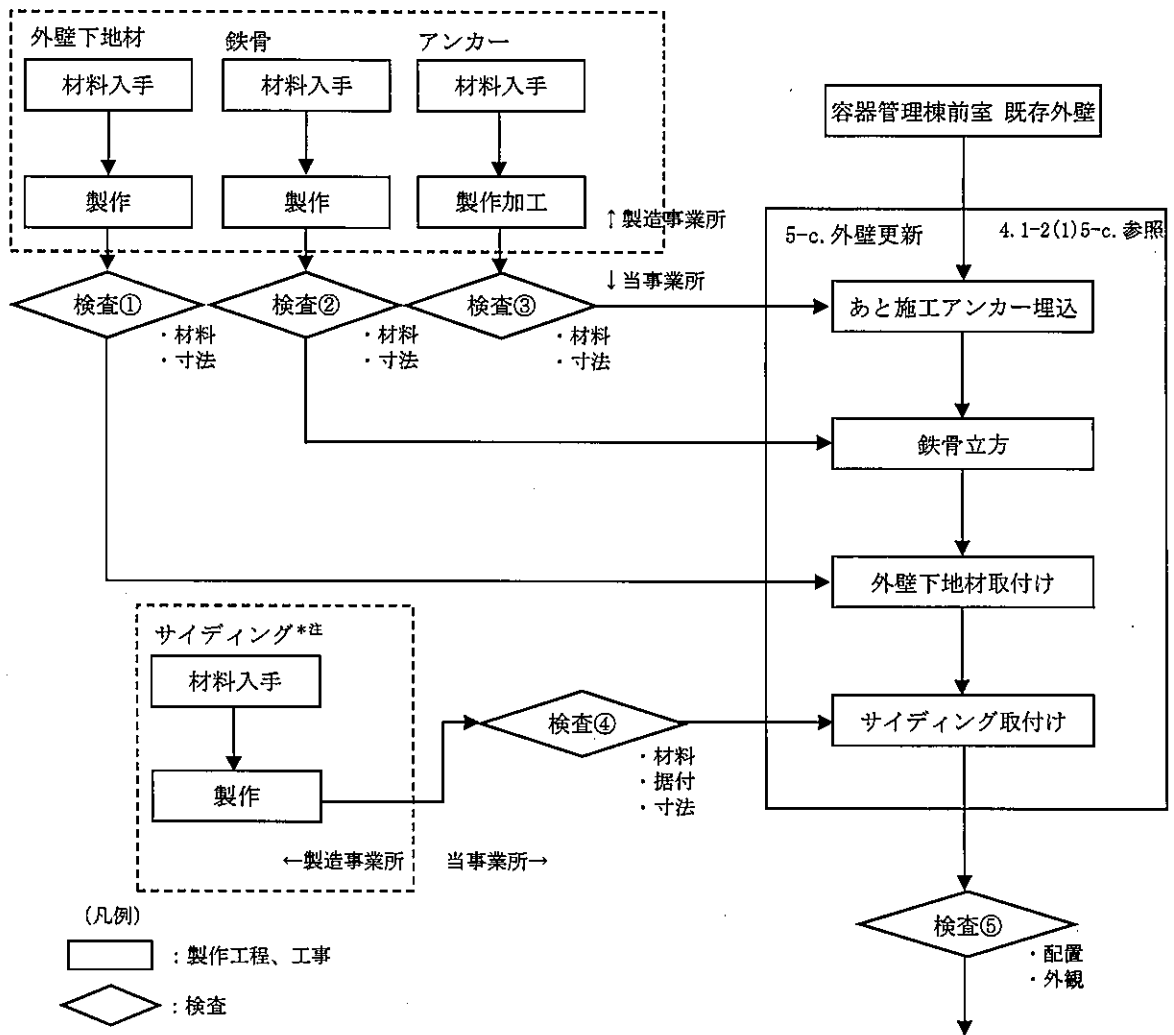 外壁下地材
鉄骨
アンカー
材料入手
材料入手
材料入手
製作
製作
製作加工
↑製造事業所
↓当事業所
検査①
・材料
・寸法
検査②
・材料
・寸法
検査③
・材料
・寸法
容器管理棟前室 既存外壁
5-c.外壁更新
4.1-2(1)5-c.参照
あと施工アンカー埋込
鉄骨立方
外壁下地材取付け
サイディング取付け
サイディング*注
材料入手
製作
←製造事業所
当事業所→
検査④
・材料
・据付
・寸法
検査⑤
・配置
・外観
(凡例)
：製作工程、工事
：検査